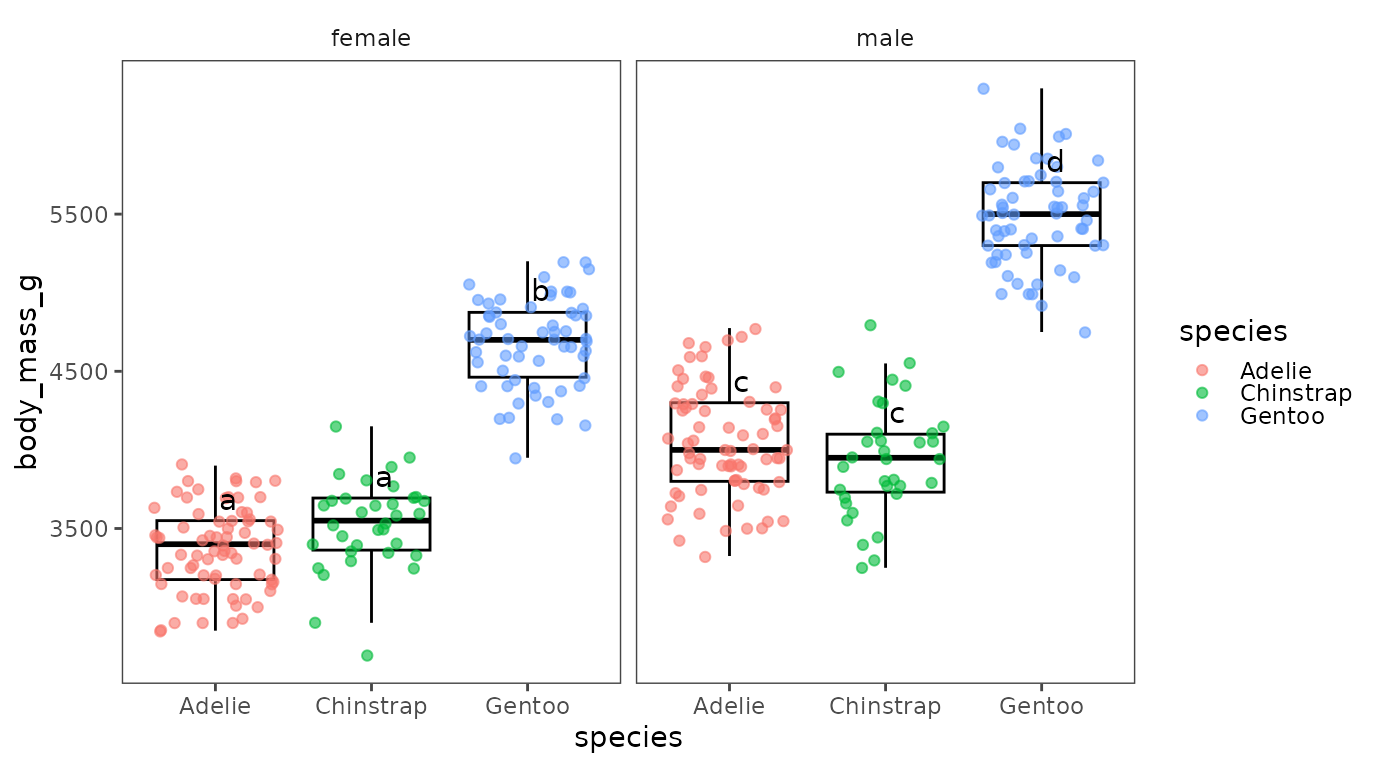 female
male
d
b
c
c
a
a
5500
4500
3500
body_mass_g
Adelie
Chinstrap
Gentoo
Adelie
Chinstrap
Gentoo
species
species
Adelie
Chinstrap
Gentoo